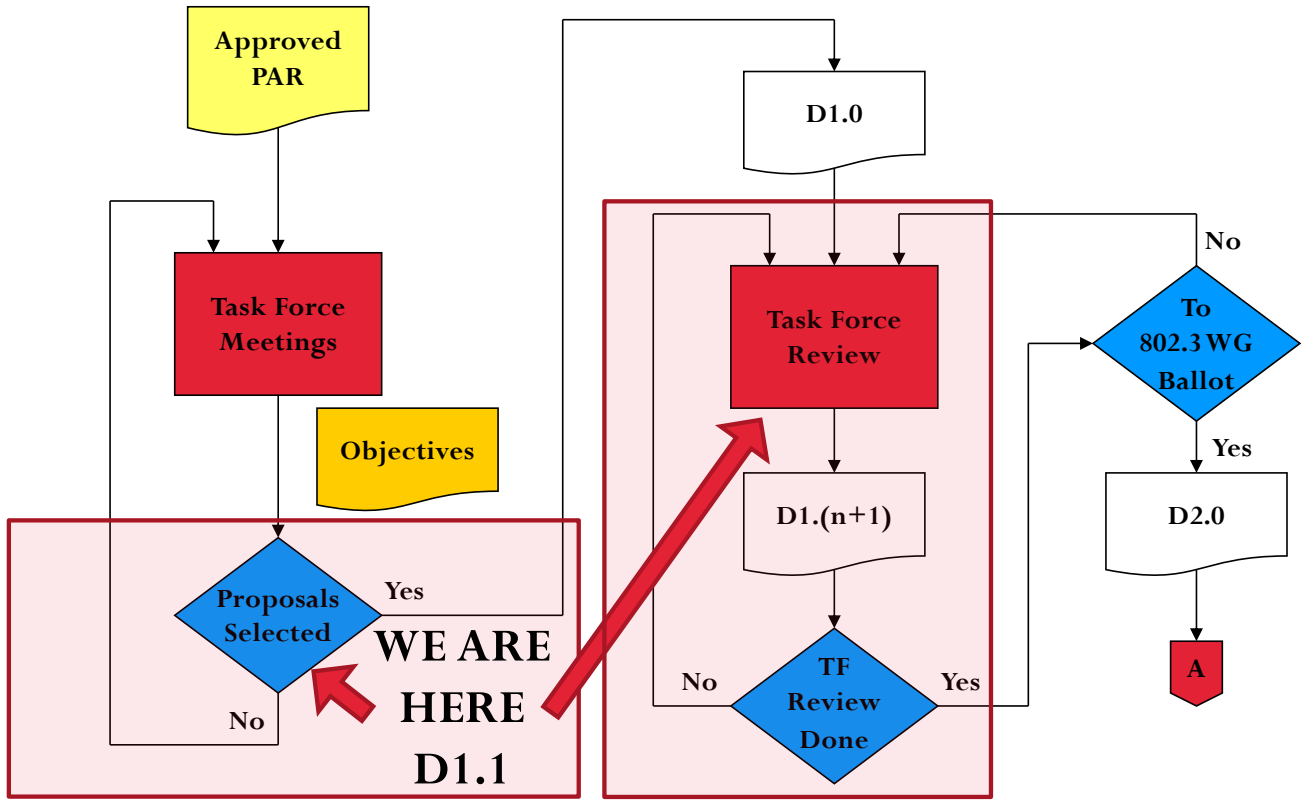 Approved
PAR
Task Force
Meetings
Objectives
Proposals
Selected
Yes
No
WE ARE
HERE
D1.1
D1.0
Task Force
Review
D1.(n+1)
TF
Review
Done
No
Yes
To
802.3 WG
Ballot
No
Yes
D2.0
A